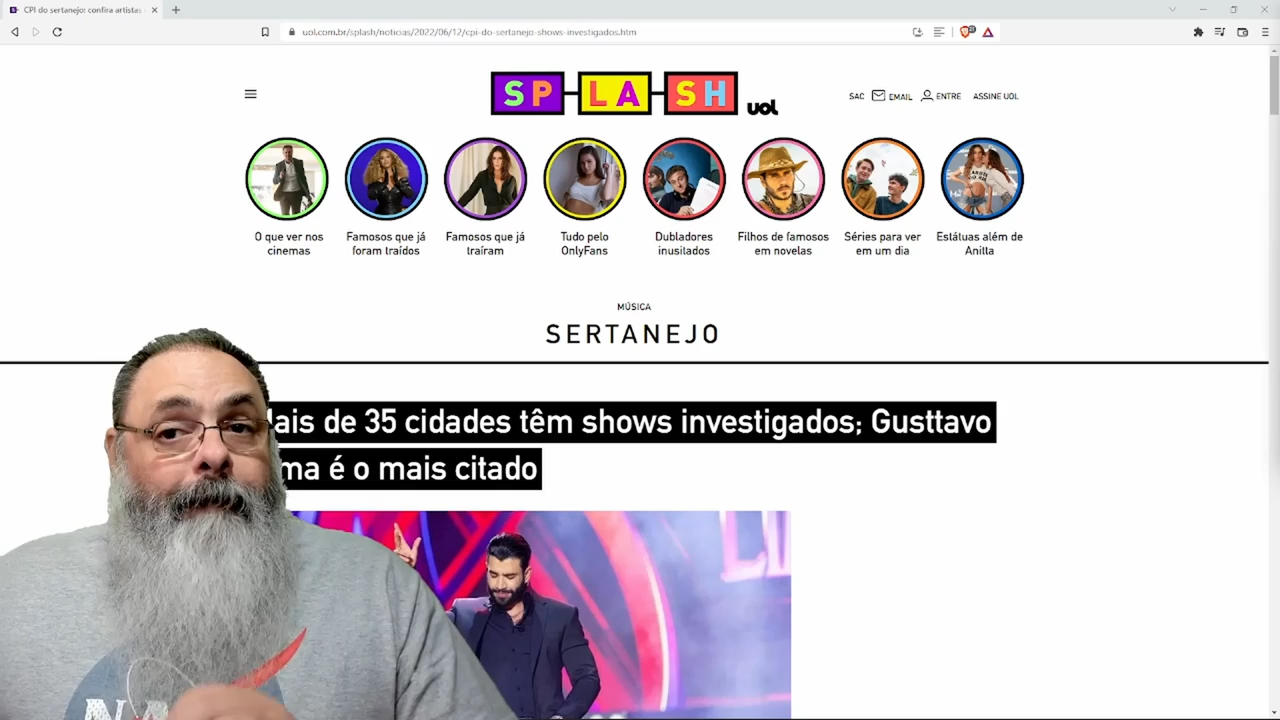 CPI do sertanejo: confira artistas
uol.com.br/splash/noticias/2022/06/12/cpi-do-sertanejo-shows-investigados.htm
SPLASH
uol
SAC
EMAIL
ENTRE
ASSINE UOL
O que ver nos
cinemas
Famosos que já
foram traídos
Famosos que já
traíram
Tudo pelo
OnlyFans
Dubladores
inusitados
Filhos de famosos
em novelas
Séries para ver
em um dia
Estátuas além de
Anitta
MÚSICA
SERTANEJO
ais de 35 cidades têm shows investigados; Gusttavo
ma é o mais citado